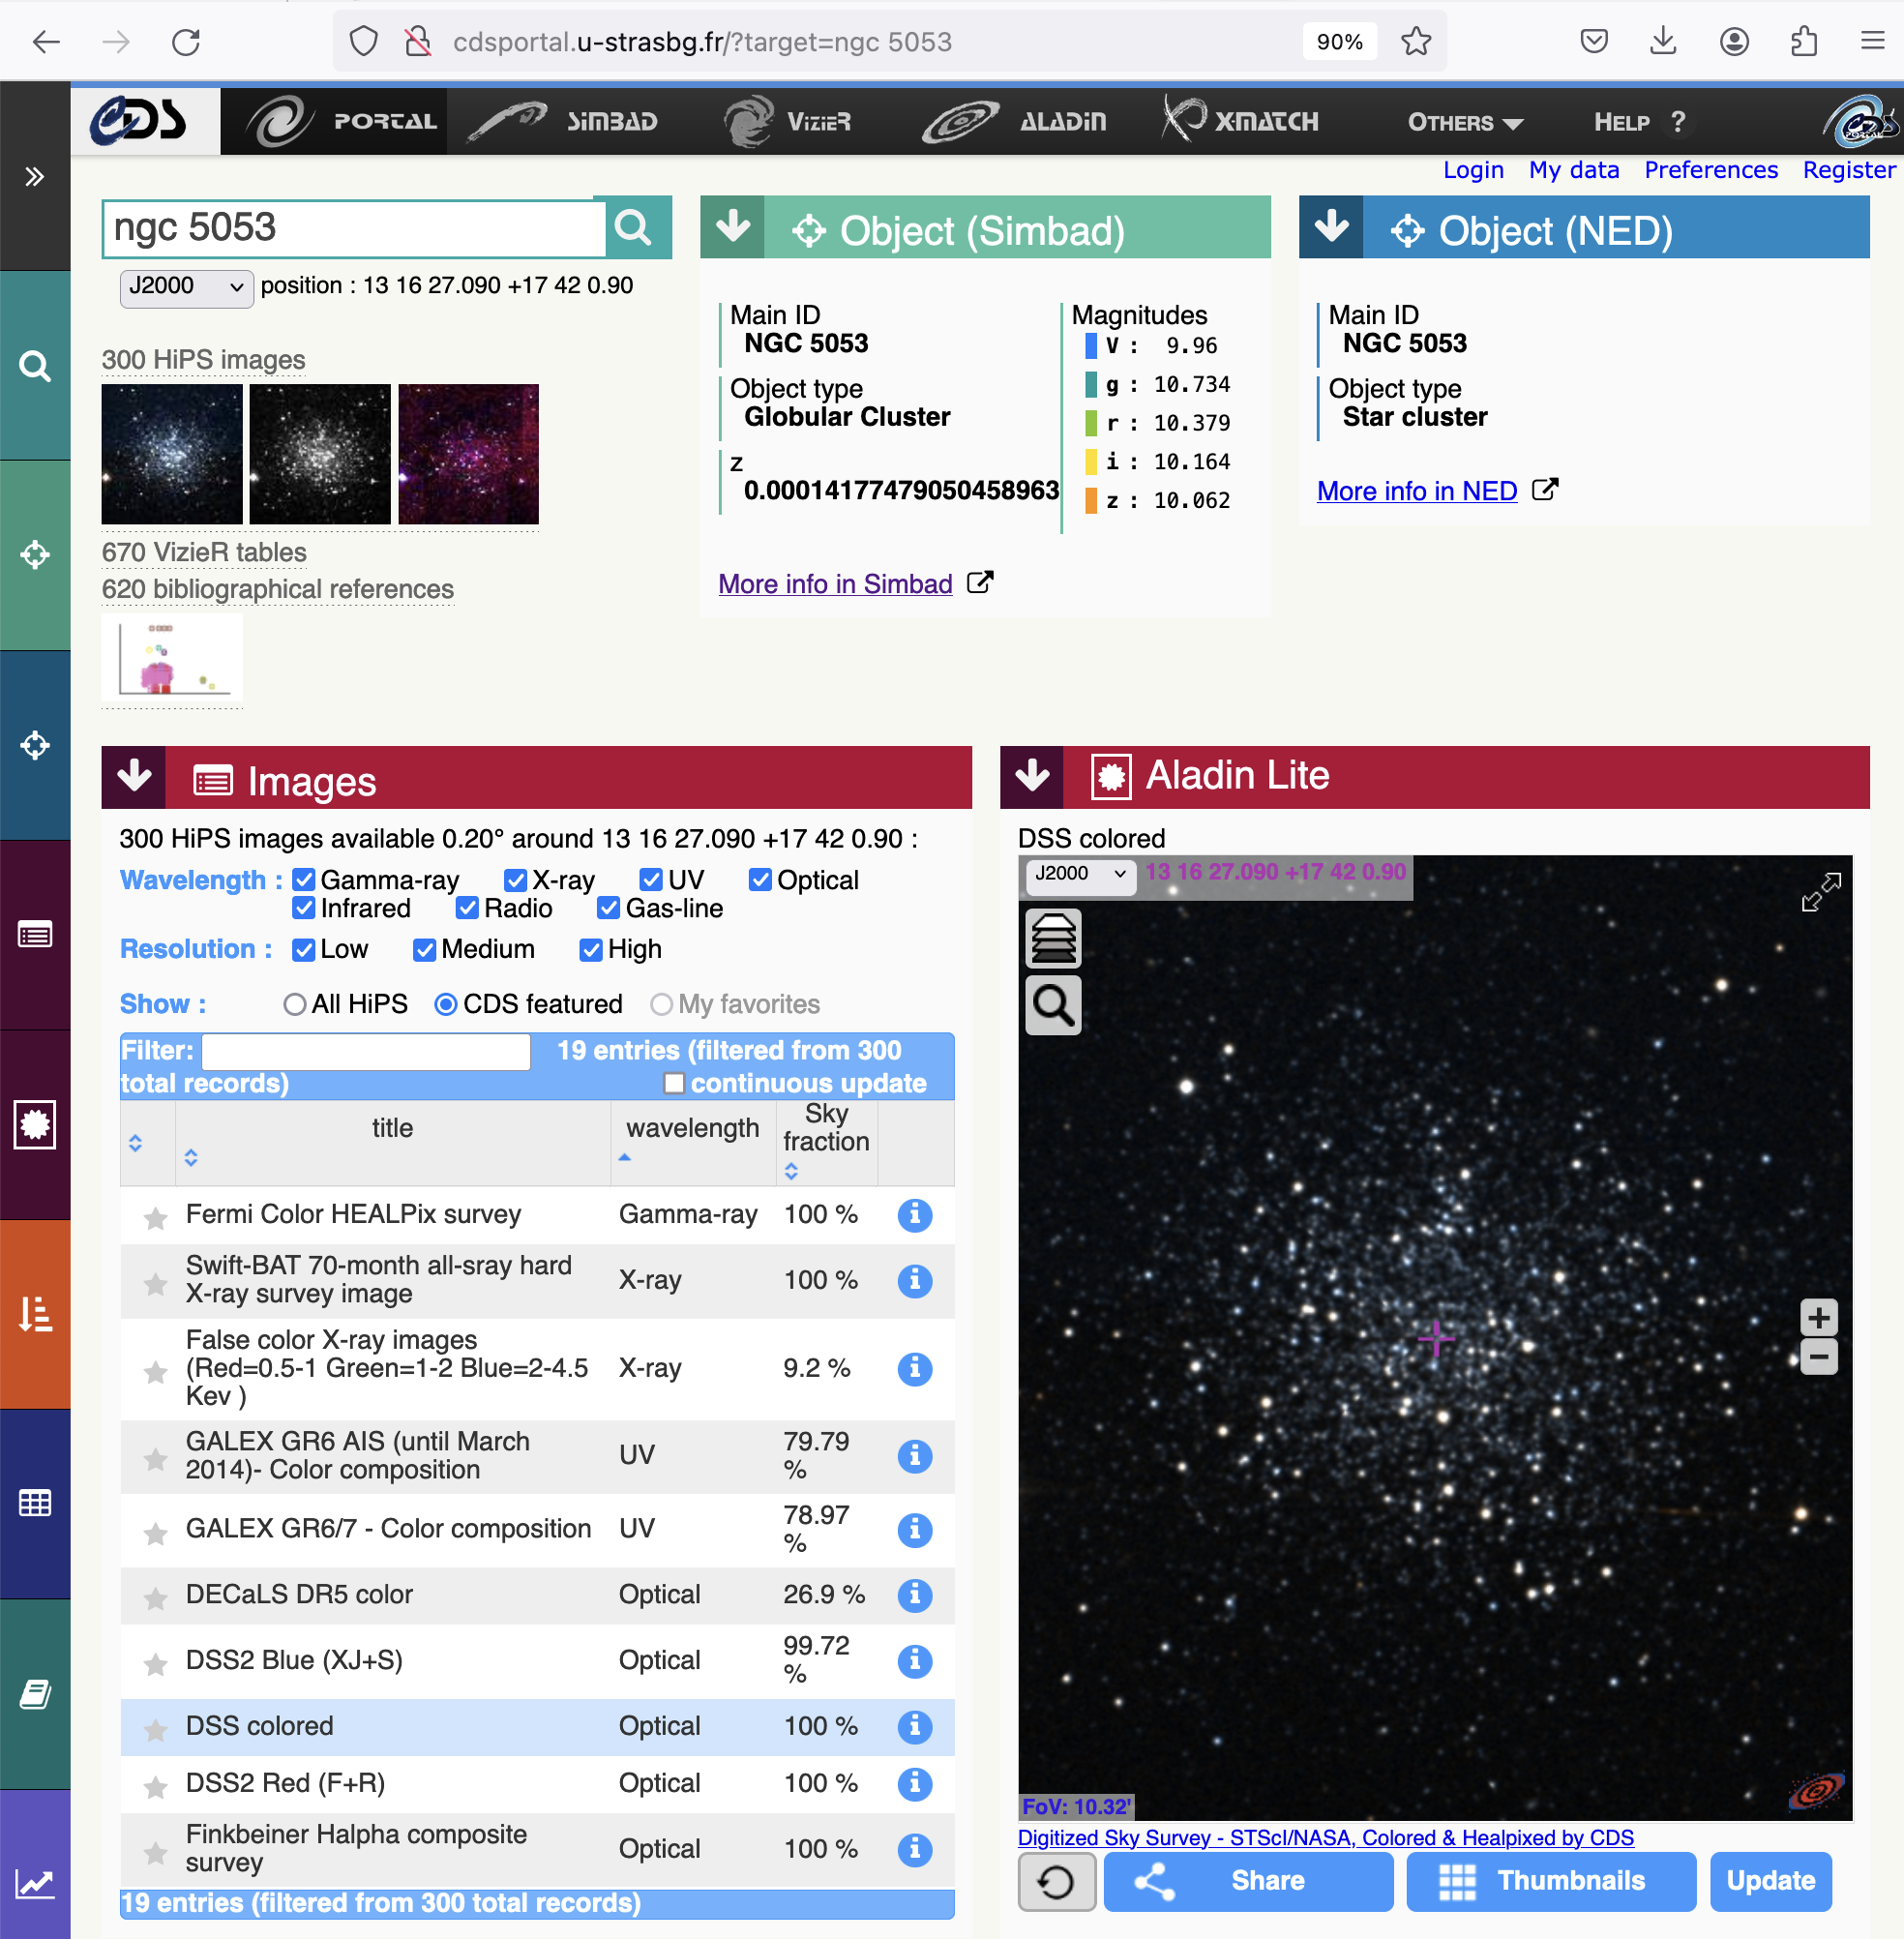 cdsportal.u-strasbg.fr/?target=ngc 5053
90%
CDS PORTAL SIMBAD VIZIER ALADIN XMATCH OTHERS HELP ?
Login My data Preferences Register
ngc 5053
J2000 position : 13 16 27.090 +17 42 0.90
300 HiPS images
670 VizieR tables
620 bibliographical references
Object (Simbad)
Main ID
NGC 5053
Object type
Globular Cluster
z
0.00014177479050458963
Magnitudes
V : 9.96
g : 10.734
r : 10.379
i : 10.164
z : 10.062
More info in Simbad
Object (NED)
Main ID
NGC 5053
Object type
Star cluster
More info in NED
Images
300 HiPS images available 0.20° around 13 16 27.090 +17 42 0.90 :
Wavelength : Gamma-ray X-ray UV Optical
Infrared Radio Gas-line
Resolution : Low Medium High
Show : All HiPS CDS featured My favorites
Filter: 19 entries (filtered from 300
total records) continuous update
title wavelength Sky
fraction
Fermi Color HEALPix survey Gamma-ray 100 %
Swift-BAT 70-month all-sray hard
X-ray survey image X-ray 100 %
False color X-ray images
(Red=0.5-1 Green=1-2 Blue=2-4.5 X-ray 9.2 %
Kev )
GALEX GR6 AIS (until March
2014)- Color composition UV 79.79
%
GALEX GR6/7 - Color composition UV 78.97
%
DECaLS DR5 color Optical 26.9 %
DSS2 Blue (XJ+S) Optical 99.72
%
DSS colored Optical 100 %
DSS2 Red (F+R) Optical 100 %
Finkbeiner Halpha composite
survey Optical 100 %
19 entries (filtered from 300 total records)
Aladin Lite
DSS colored
J2000 13 16 27.090 +17 42 0.90
FoV: 10.32'
Digitized Sky Survey - STScI/NASA, Colored & Healpixed by CDS
Share Thumbnails Update